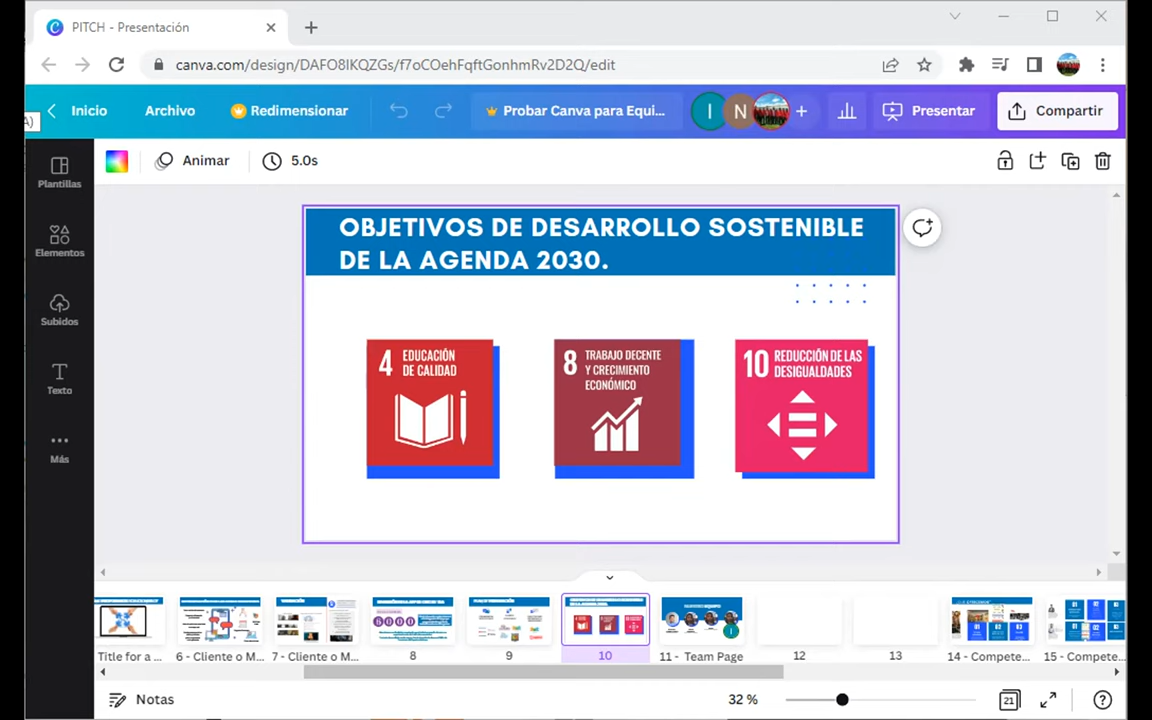 PITCH - Presentación
canva.com/design/DAFO8IKQZGs/f7oCOehFqftGonhmRv2D2Q/edit
A)
Inicio
Archivo
Redimensionar
Probar Canva para Equi...
I
N
Presentar
Compartir
Animar
5.0s
Plantillas
Elementos
Subidos
Texto
Más
OBJETIVOS DE DESARROLLO SOSTENIBLE
DE LA AGENDA 2030.
4 EDUCACIÓN
DE CALIDAD
8 TRABAJO DECENTE
Y CRECIMIENTO
ECONÓMICO
10 REDUCCIÓN DE LAS
DESIGUALDADES
Title for a ...
6 - Cliente o M...
7 - Cliente o M...
8
9
10
11 - Team Page
12
13
14 - Compete...
15 - Compete...
Notas
32 %
21